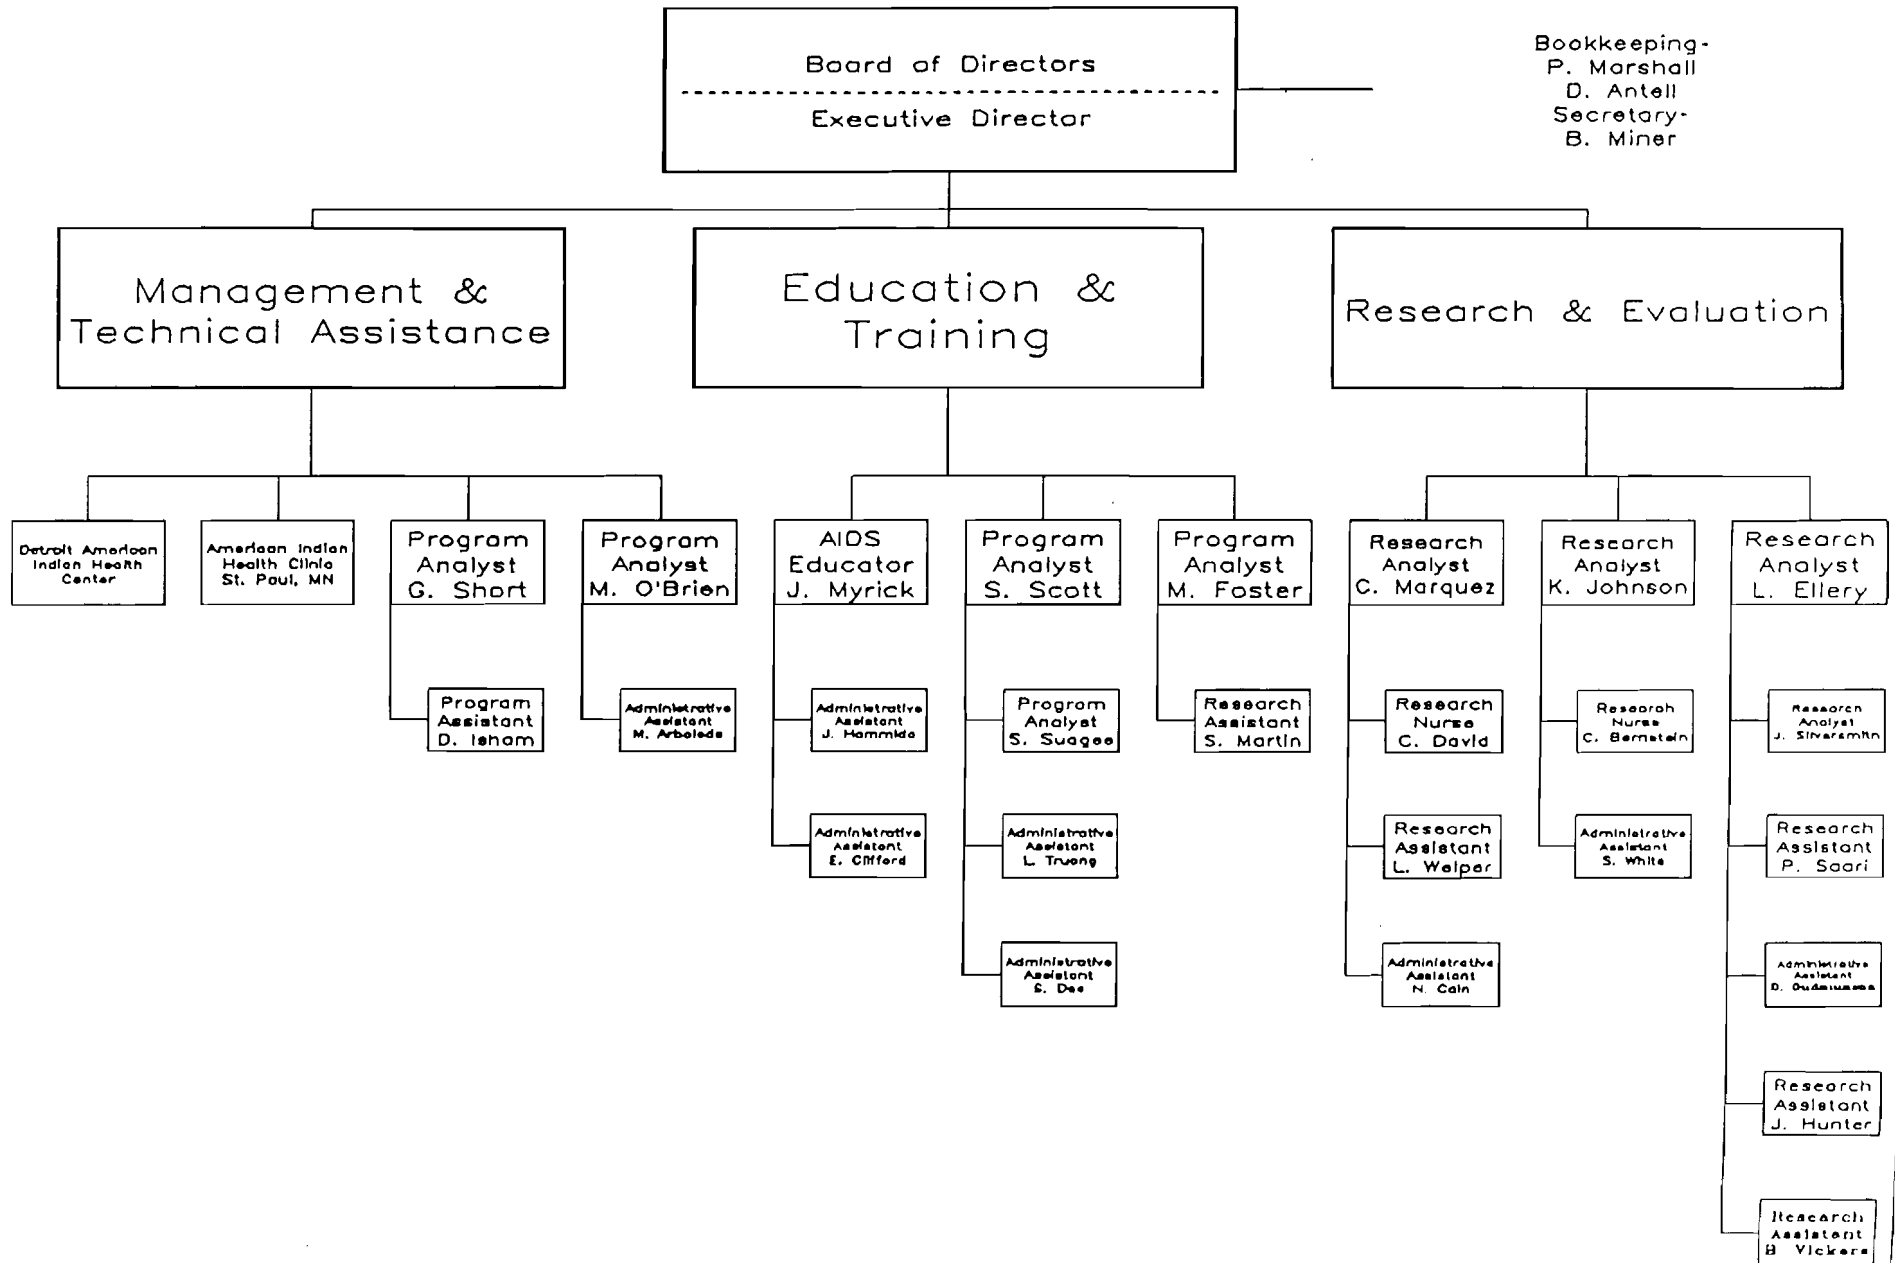 Board of Directors
Executive Director
Bookkeeping-
P. Marshall
D. Antell
Secretary-
B. Miner
Management &
Technical Assistance
Education &
Training
Research & Evaluation
Detroit American
Indian Health
Center
American Indian
Health Clinic
St. Paul, MN
Program
Analyst
G. Short
Program
Analyst
M. O'Brien
AIDS
Educator
J. Myrick
Program
Analyst
S. Scott
Program
Analyst
M. Foster
Research
Analyst
C. Marquez
Research
Analyst
K. Johnson
Research
Analyst
L. Ellery
Program
Assistant
D. Isham
Administrative
Assistant
M. Arboleda
Administrative
Assistant
J.
Program
Analyst
S. Suagee
Research
Assistant
S. Martin
Research
Nurse
C. David
Research
Nurse
C. Bernstein
Research
Analyst
J. Silversmith
Administrative
Assistant
E. Clifford
Administrative
Assistant
L. Truong
Research
Assistant
L. Welper
Administrative
Assistant
S. White
Research
Assistant
P. Saari
Administrative
Assistant
S. Dee
Administrative
Assistant
N. Cain
Administrative
Assistant
D.
Research
Assistant
J. Hunter
Research
Assistant
B Vickers